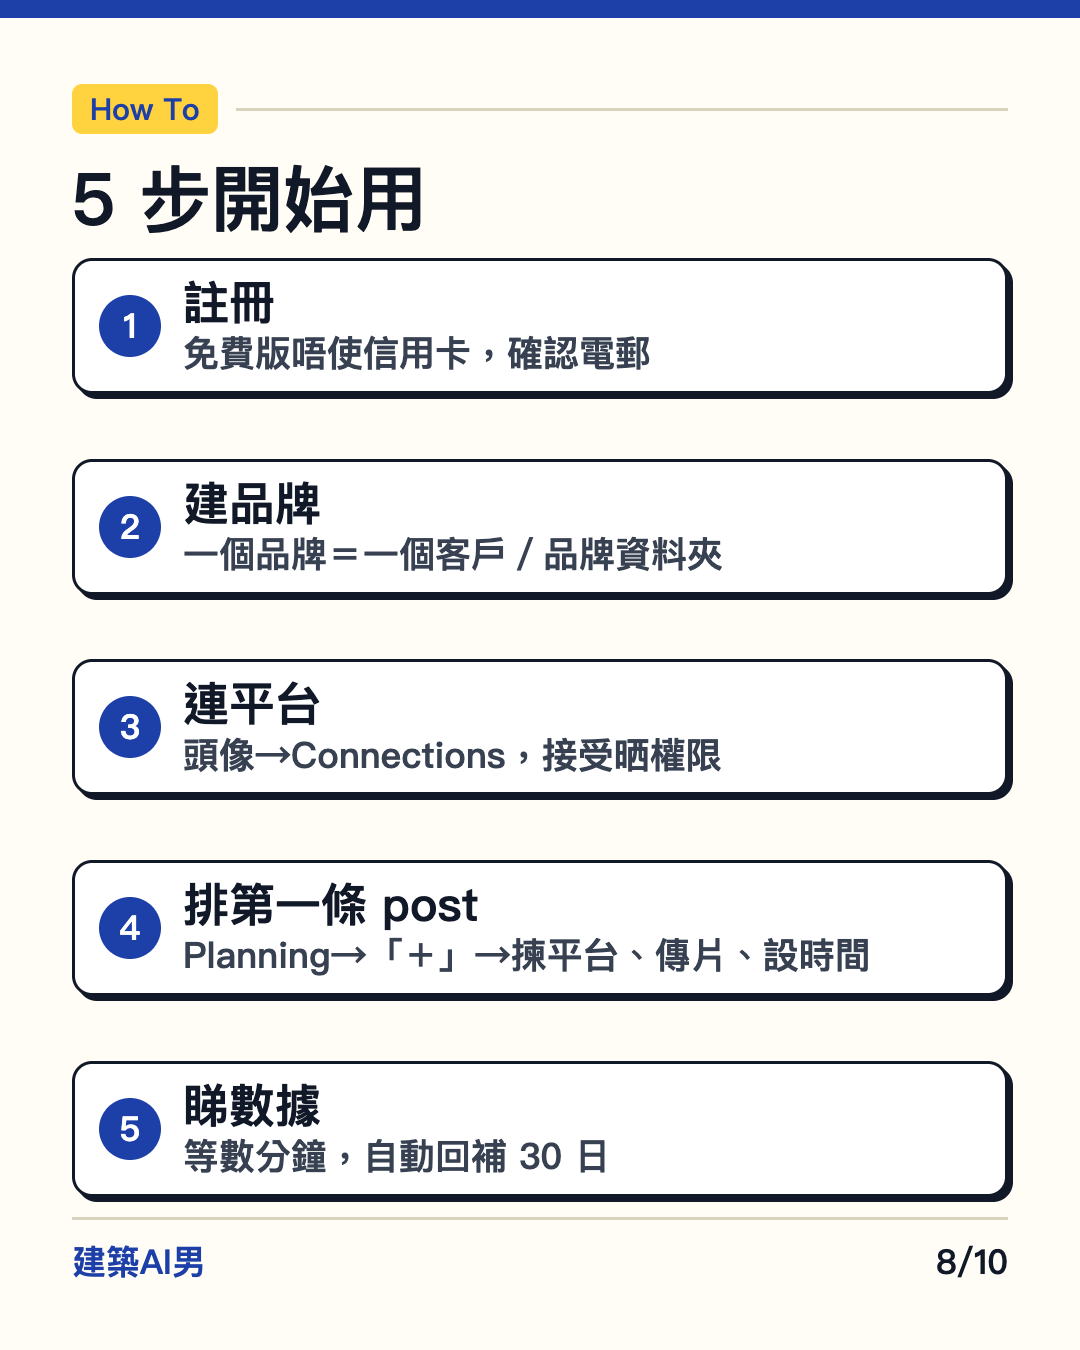 How To
5 步開始用
1
註冊
免費版唔使信用卡，確認電郵
2
建品牌
一個品牌＝一個客戶 / 品牌資料夾
3
連平台
頭像→Connections，接受晒權限
4
排第一條 post
Planning→「＋」→揀平台、傳片、設時間
5
睇數據
等數分鐘，自動回補 30 日
建築AI男
8/10